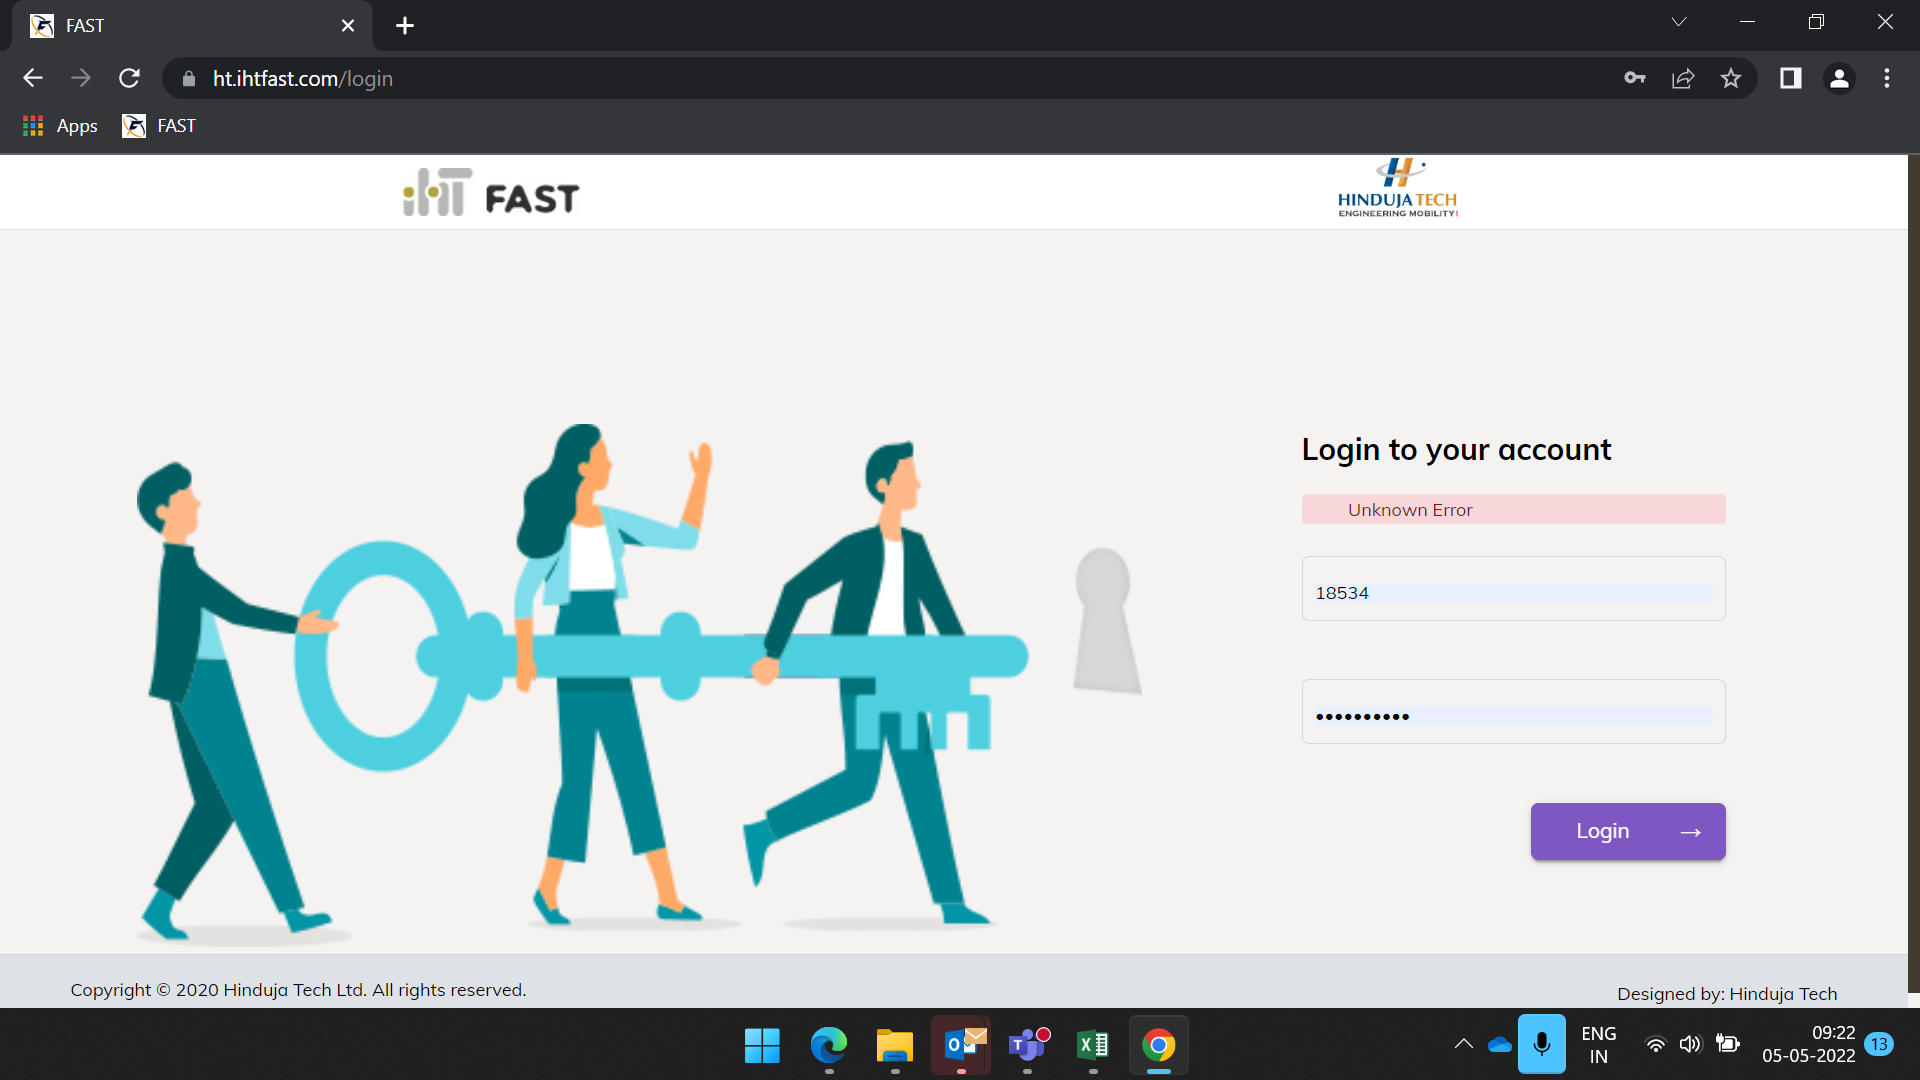 FAST
ht.ihtfast.com/login
Apps
FAST
iHT FAST
HINDUJA TECH
ENGINEERING MOBILITY!
Login to your account
Unknown Error
18534
••••••••••
Login →
Copyright © 2020 Hinduja Tech Ltd. All rights reserved.
Designed by: Hinduja Tech
ENG
IN
09:22
05-05-2022
13